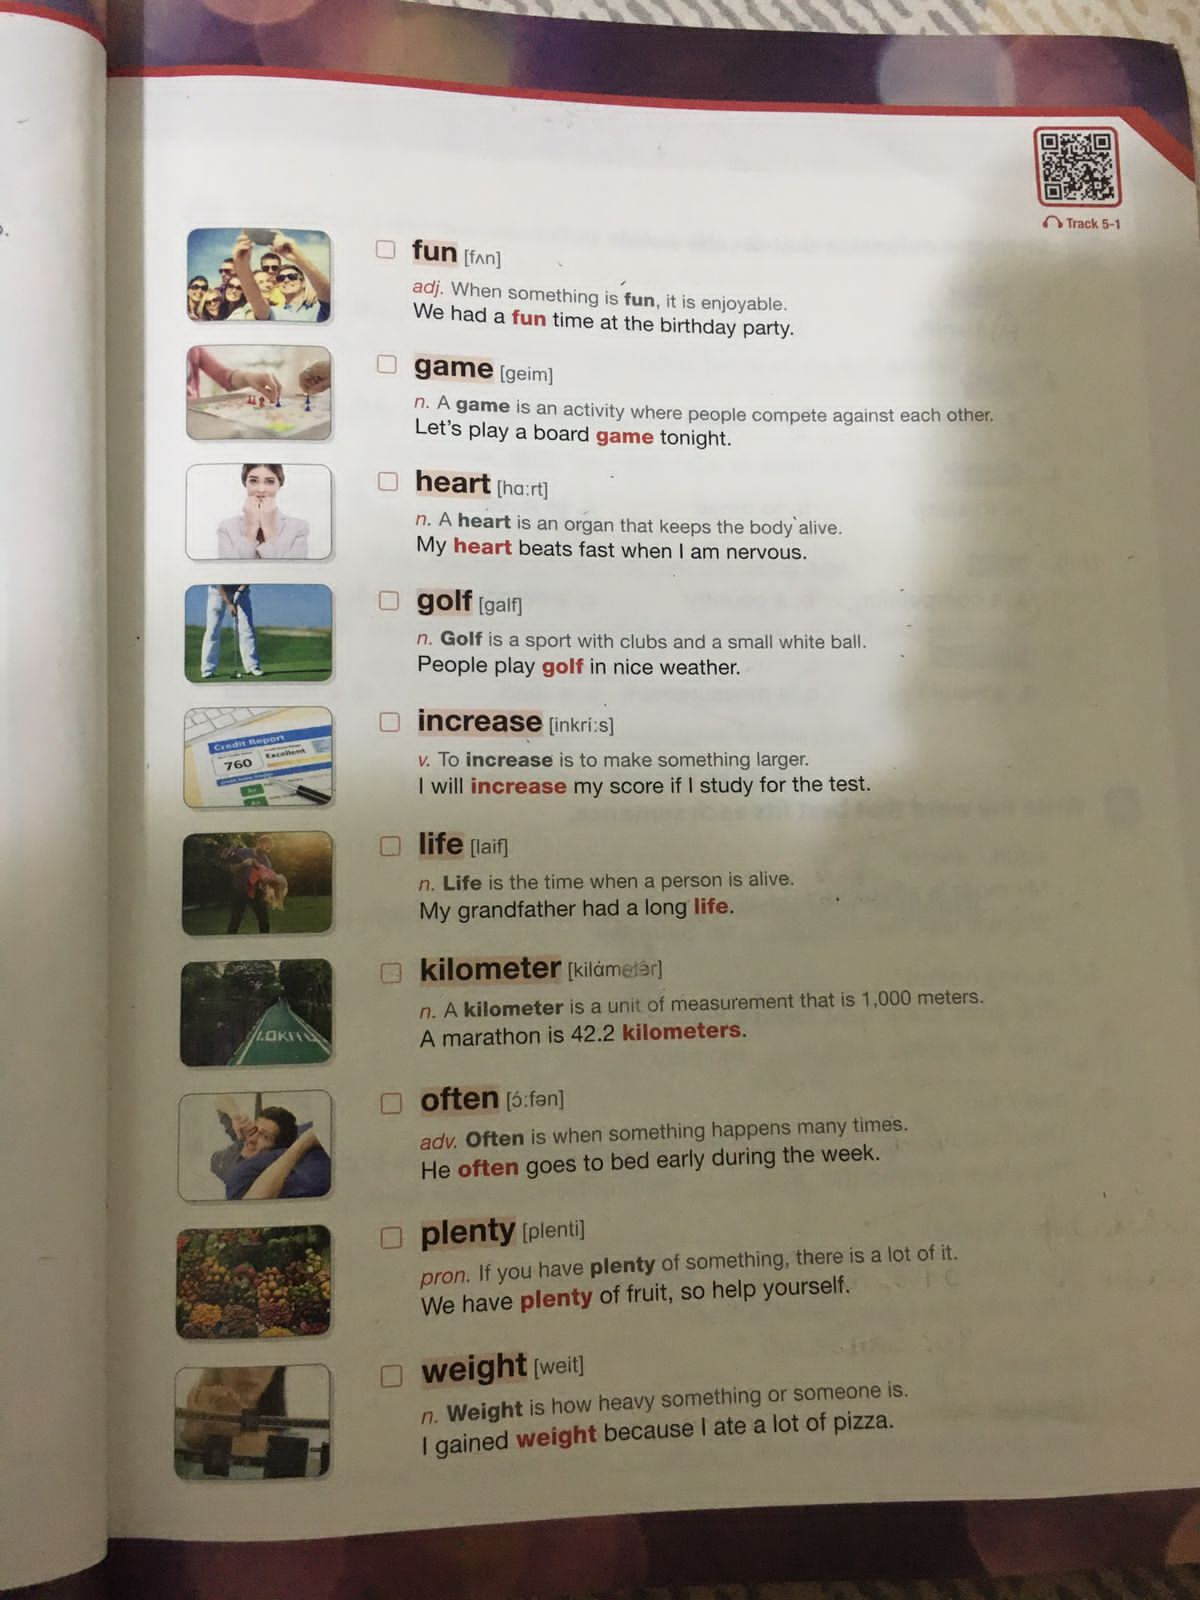 Track 5-1
fun [fʌn]
adj. When something is fun, it is enjoyable.
We had a fun time at the birthday party.
game [geim]
n. A game is an activity where people compete against each other.
Let's play a board game tonight.
heart [hɑːrt]
n. A heart is an organ that keeps the body alive.
My heart beats fast when I am nervous.
golf [galf]
n. Golf is a sport with clubs and a small white ball.
People play golf in nice weather.
Credit Report
760
Excellent
increase [inkríːs]
v. To increase is to make something larger.
I will increase my score if I study for the test.
life [laif]
n. Life is the time when a person is alive.
My grandfather had a long life.
kilometer [kilάmetər]
n. A kilometer is a unit of measurement that is 1,000 meters.
A marathon is 42.2 kilometers.
often [ɔ́ːfən]
adv. Often is when something happens many times.
He often goes to bed early during the week.
plenty [plenti]
pron. If you have plenty of something, there is a lot of it.
We have plenty of fruit, so help yourself.
weight [weit]
n. Weight is how heavy something or someone is.
I gained weight because I ate a lot of pizza.